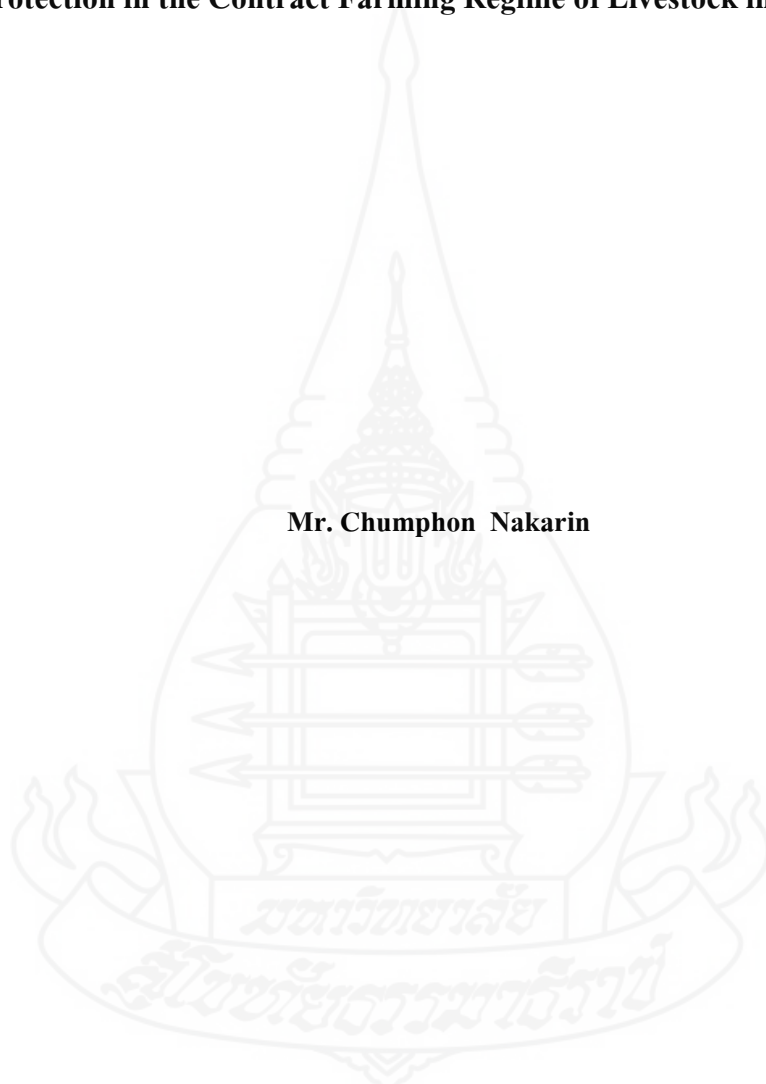 rotection in the Contract Farming Regime of Livestock in
Mr. Chumphon Nakarin
มหาวิทยาลัย
สุโขทัยธรรมาธิราช